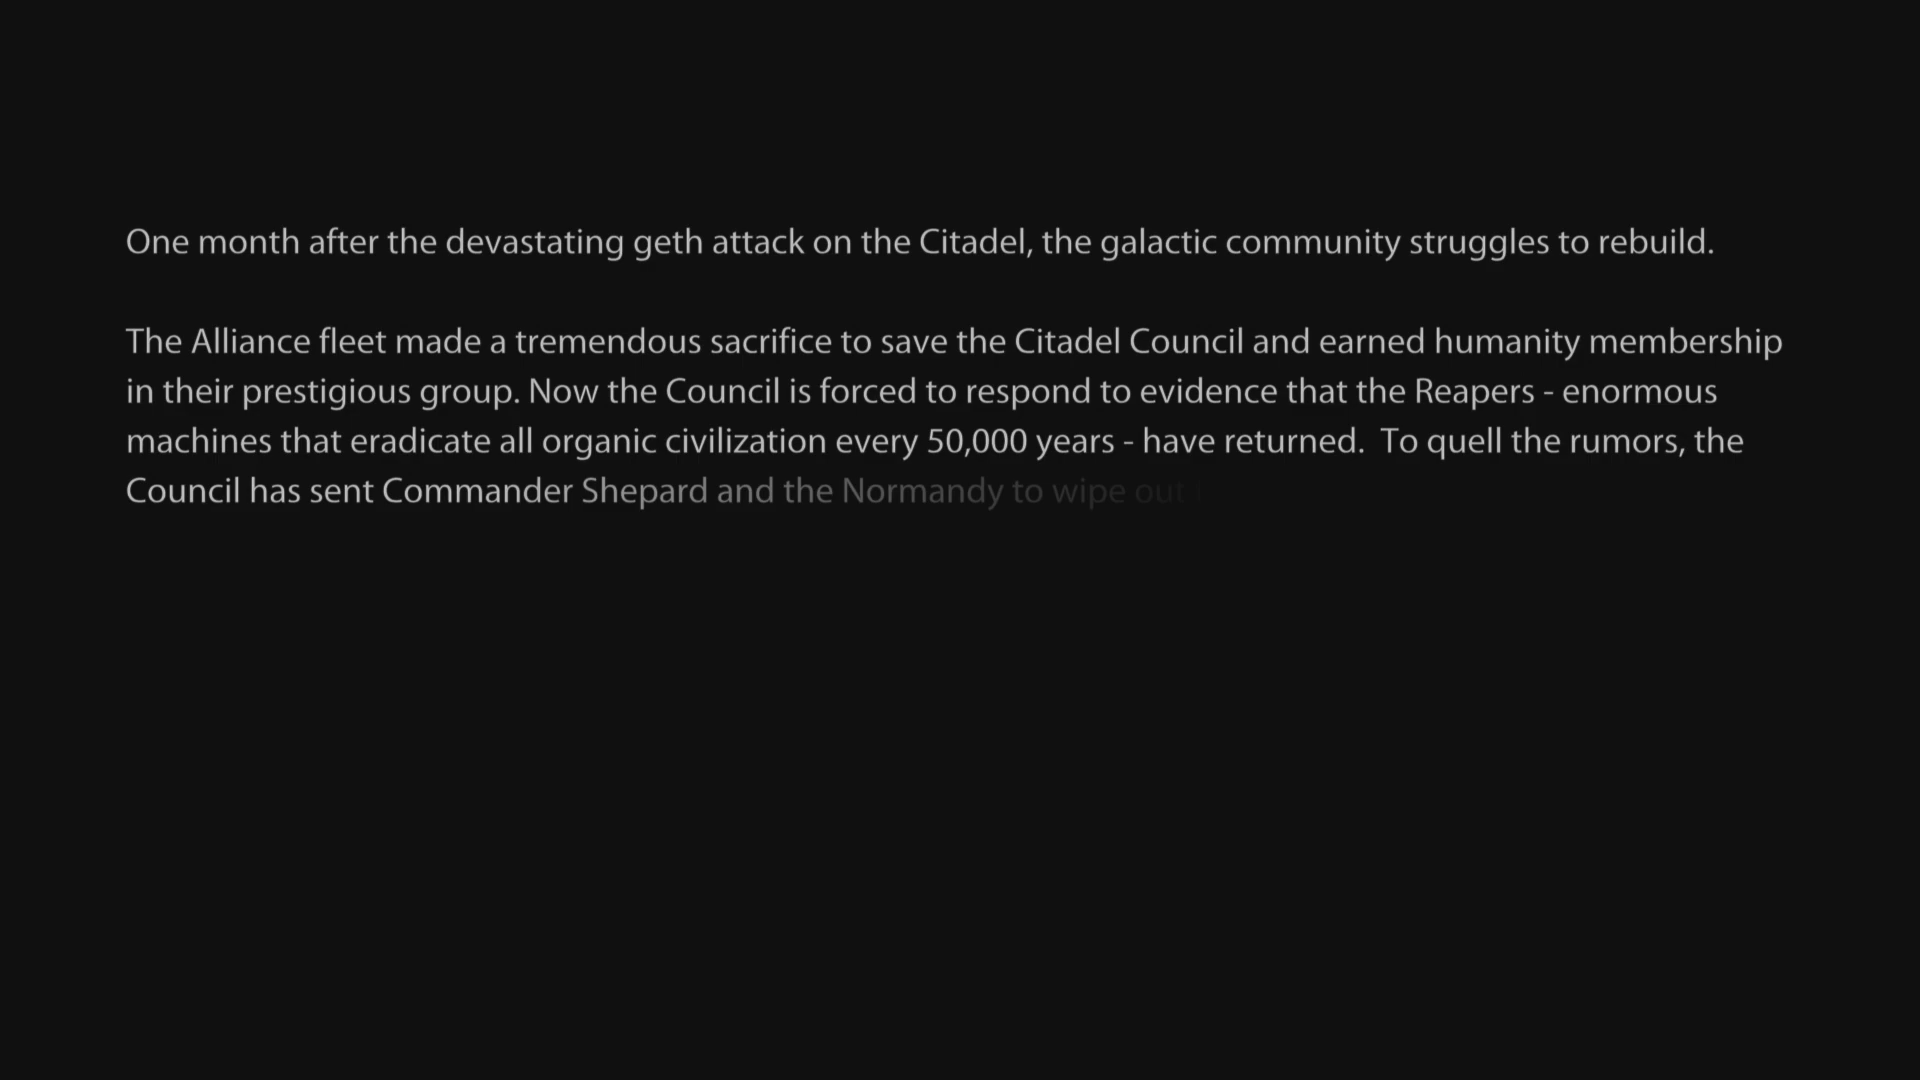 One month after the devastating geth attack on the Citadel, the galactic community struggles to rebuild.
The Alliance fleet made a tremendous sacrifice to save the Citadel Council and earned humanity membership
in their prestigious group. Now the Council is forced to respond to evidence that the Reapers - enormous
machines that eradicate all organic civilization every 50,000 years - have returned.  To quell the rumors, the
Council has sent Commander Shepard and the Normandy to wipe out